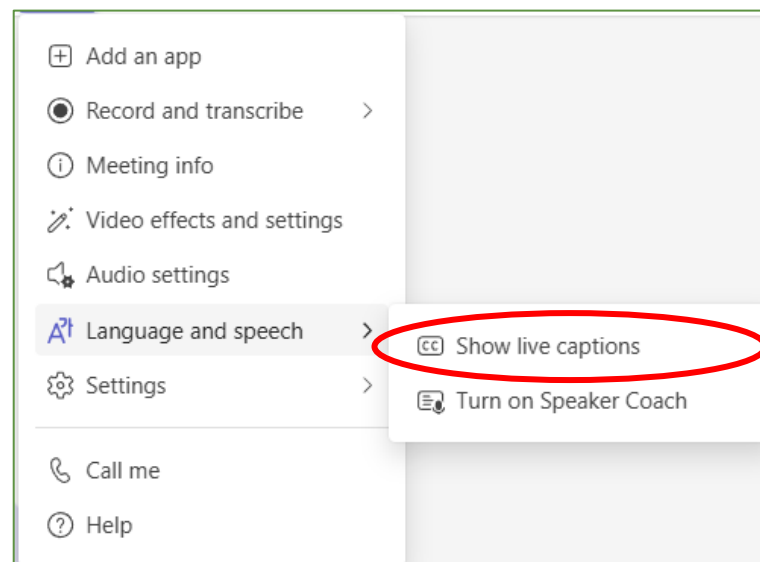 Add an app
Record and transcribe
Meeting info
Video effects and settings
Audio settings
Language and speech
Settings
Call me
Help
CC Show live captions
Turn on Speaker Coach